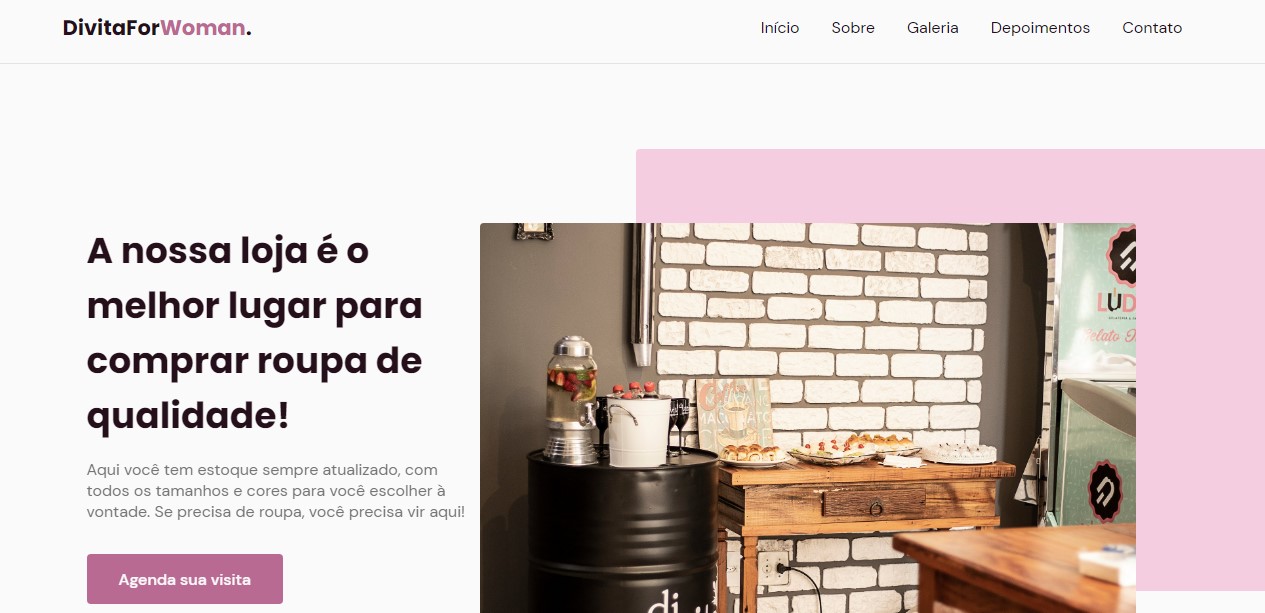 DivitaForWoman.
Início Sobre Galeria Depoimentos Contato
A nossa loja é o
melhor lugar para
comprar roupa de
qualidade!
Aqui você tem estoque sempre atualizado, com
todos os tamanhos e cores para você escolher à
vontade. Se precisa de roupa, você precisa vir aqui!
Agenda sua visita